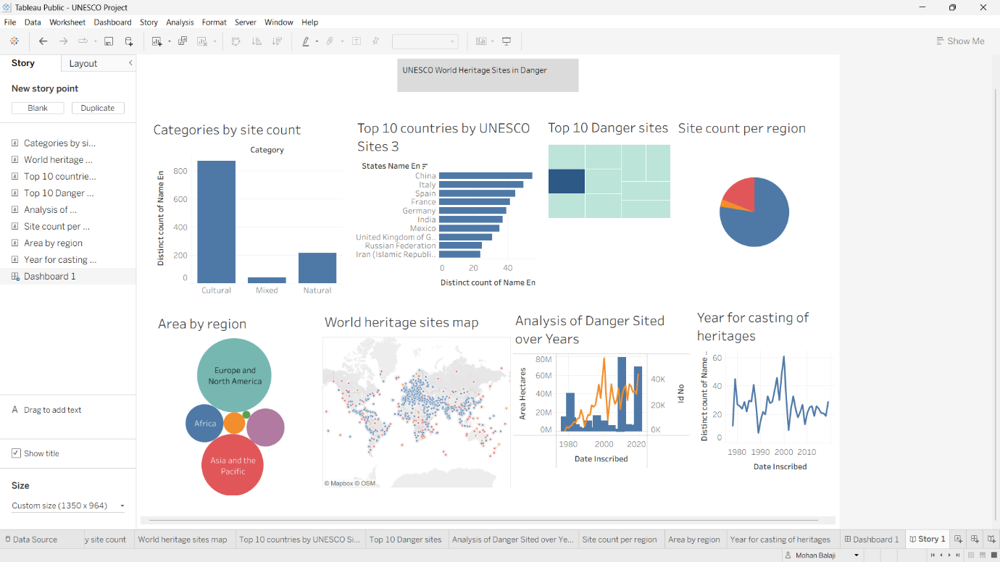 Tableau Public - UNESCO Project
File Data Worksheet Dashboard Story Analysis Format Server Window Help
Show Me
Story Layout
New story point
Blank Duplicate
Categories by si...
World heritage ...
Top 10 countrie...
Top 10 Danger ...
Analysis of ...
Site count per ...
Area by region
Year for casting ...
Dashboard 1
A Drag to add text
Show title
Size
Custom size (1350 x 964)
UNESCO World Heritage Sites in Danger
Categories by site count
Category
Distinct count of Name En
800
600
400
200
0
Cultural Mixed Natural
Top 10 countries by UNESCO
Sites 3
States Name En
China
Italy
Spain
France
Germany
India
Mexico
United Kingdom of G..
Russian Federation
Iran (Islamic Republi..
0 20 40
Distinct count of Name En
Top 10 Danger sites
Site count per region
Area by region
Europe and
North America
Africa
Asia and the
Pacific
World heritage sites map
© Mapbox © OSM
Analysis of Danger Sited
over Years
Area Hectares
80M
60M
40M
20M
0M
40K
20K
0K
Id No
1980 2000 2020
Date Inscribed
Year for casting of
heritages
Distinct count of Name ..
60
40
20
0
1980 1990 2000 2010
Date Inscribed
Data Source y site count World heritage sites map Top 10 countries by UNESCO Si... Top 10 Danger sites Analysis of Danger Sited over Ye... Site count per region Area by region Year for casting of heritages Dashboard 1 Story 1
Mohan Balaji